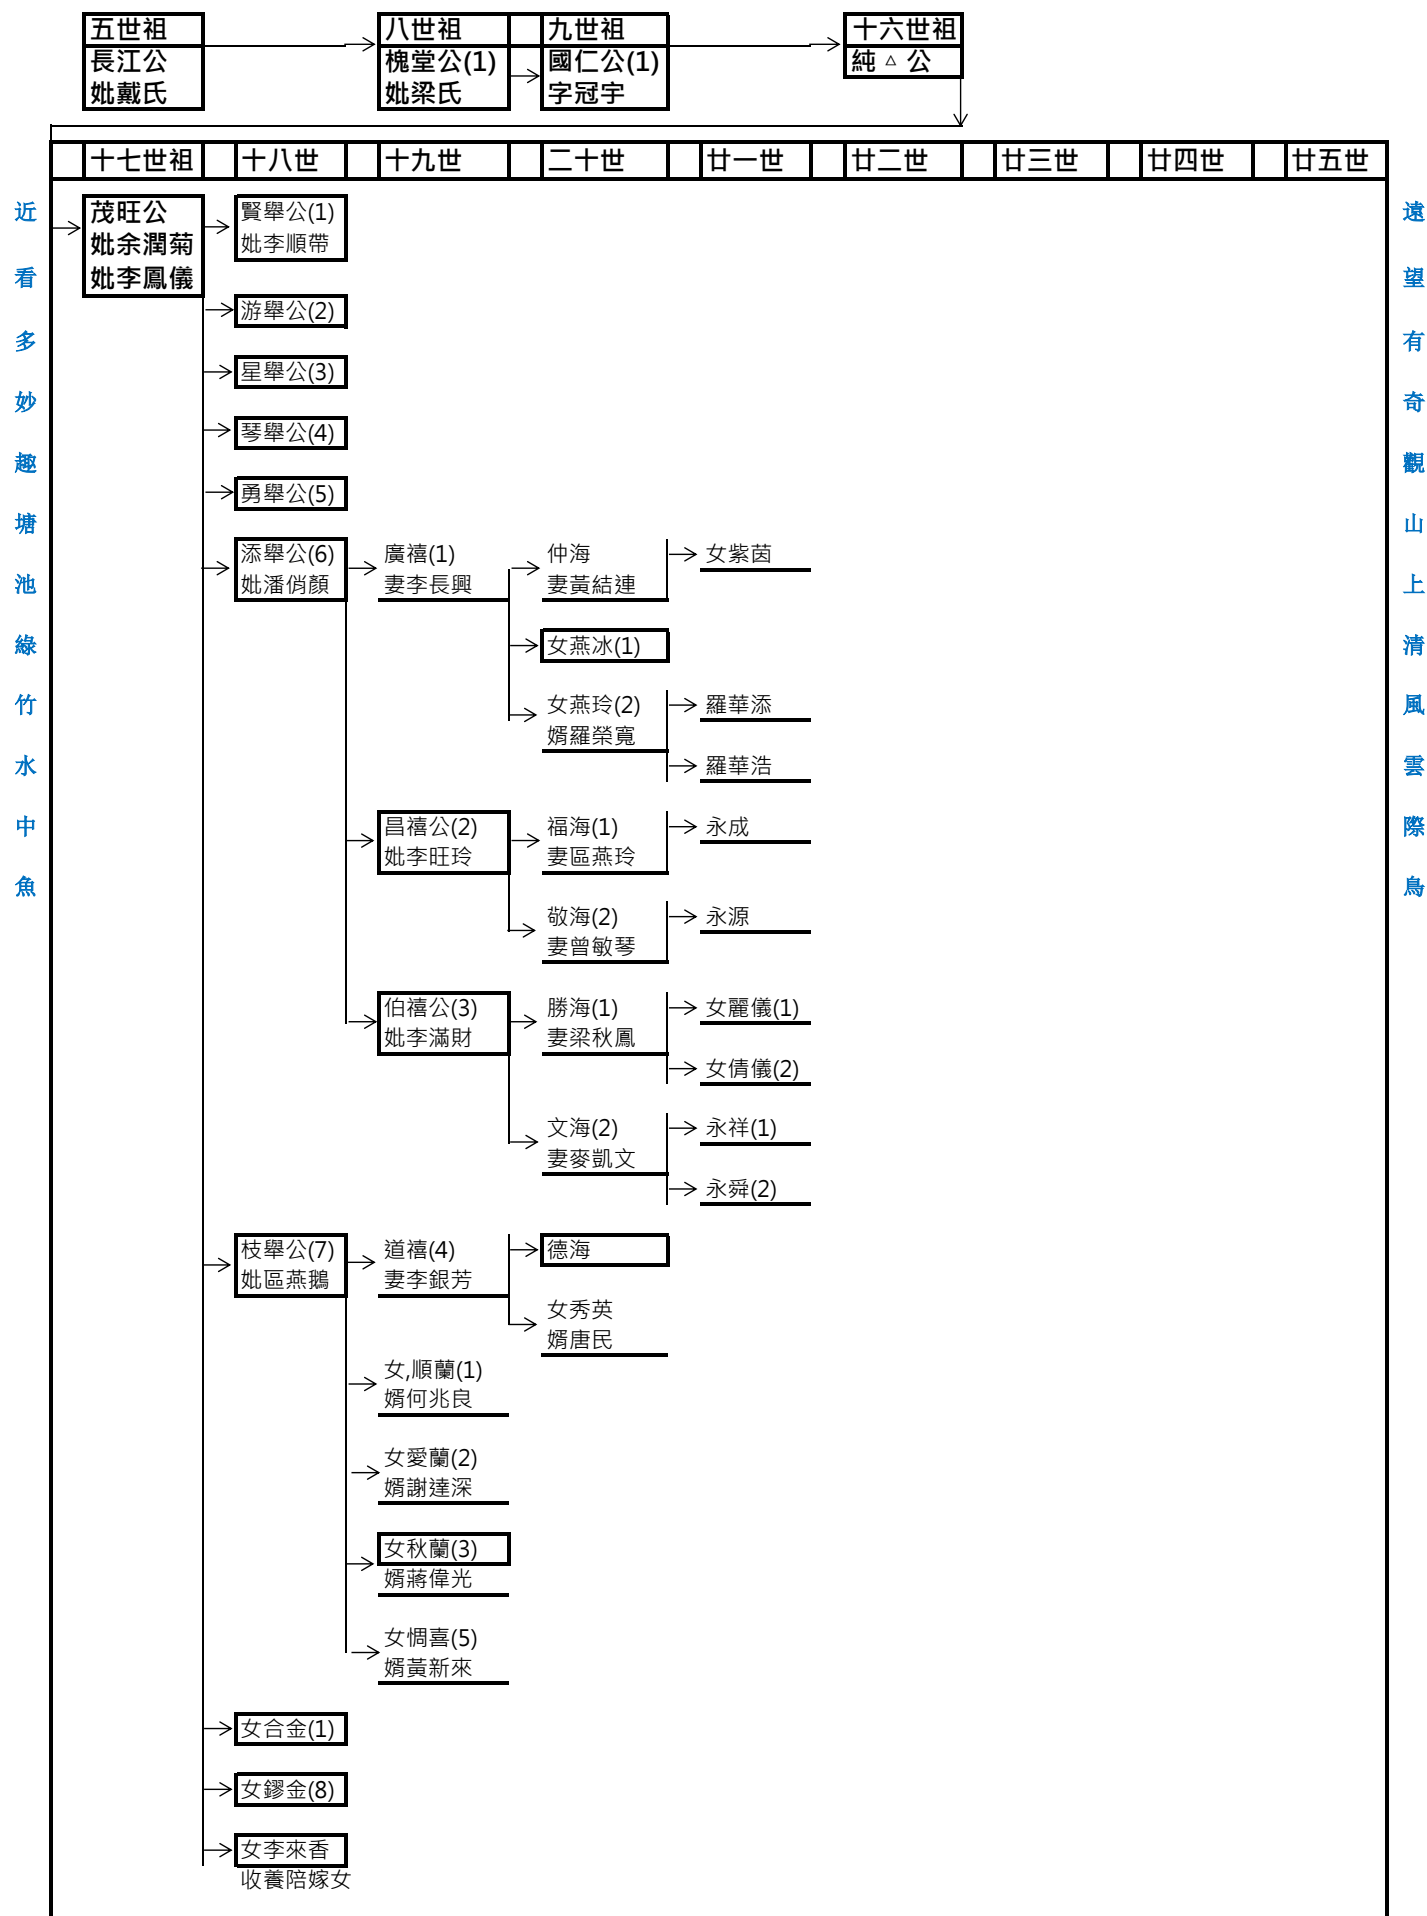 五世祖
長江公
妣戴氏
八世祖
槐堂公(1)
妣梁氏
九世祖
國仁公(1)
字冠宇
十六世祖
純 △ 公
十七世祖 十八世 十九世 二十世 廿一世 廿二世 廿三世 廿四世 廿五世
近看多妙趣塘池綠竹水中魚
遠望有奇觀山上清風雲際鳥
茂旺公
妣余潤菊
妣李鳳儀
賢舉公(1)
妣李順帶
游舉公(2)
星舉公(3)
琴舉公(4)
勇舉公(5)
添舉公(6)
妣潘俏顏
廣禧(1)
妻李長興
仲海
妻黃結連
女紫茵
女燕冰(1)
女燕玲(2)
婿羅榮寬
羅華添
羅華浩
昌禧公(2)
妣李旺玲
福海(1)
妻區燕玲
永成
敬海(2)
妻曾敏琴
永源
伯禧公(3)
妣李滿財
勝海(1)
妻梁秋鳳
女麗儀(1)
女倩儀(2)
文海(2)
妻麥凱文
永祥(1)
永舜(2)
枝舉公(7)
妣區燕鵝
道禧(4)
妻李銀芳
德海
女秀英
婿唐民
女,順蘭(1)
婿何兆良
女愛蘭(2)
婿謝達深
女秋蘭(3)
婿蔣偉光
女惆喜(5)
婿黃新來
女合金(1)
女鏐金(8)
女李來香
收養陪嫁女